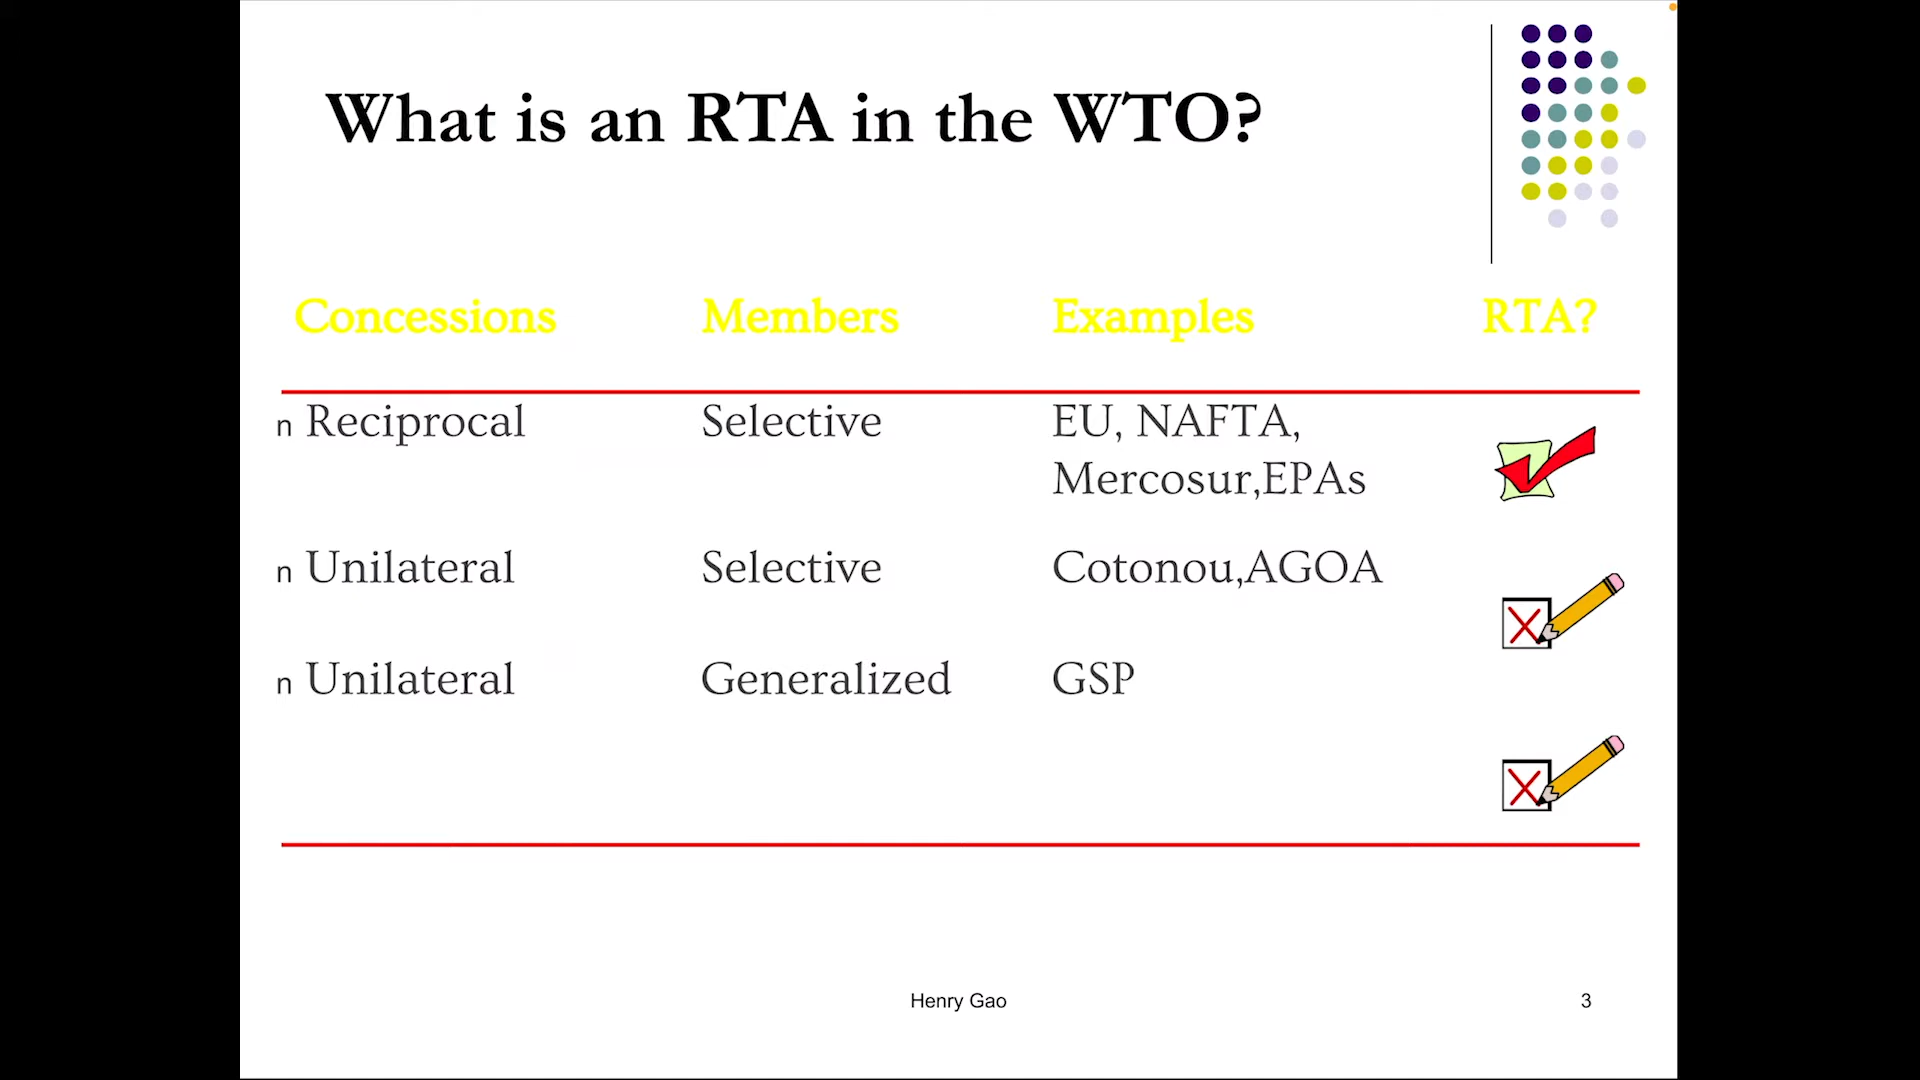 What is an RTA in the WTO?
Concessions Members Examples RTA?
n Reciprocal Selective EU, NAFTA,
Mercosur,EPAs
n Unilateral Selective Cotonou,AGOA
n Unilateral Generalized GSP
Henry Gao 3